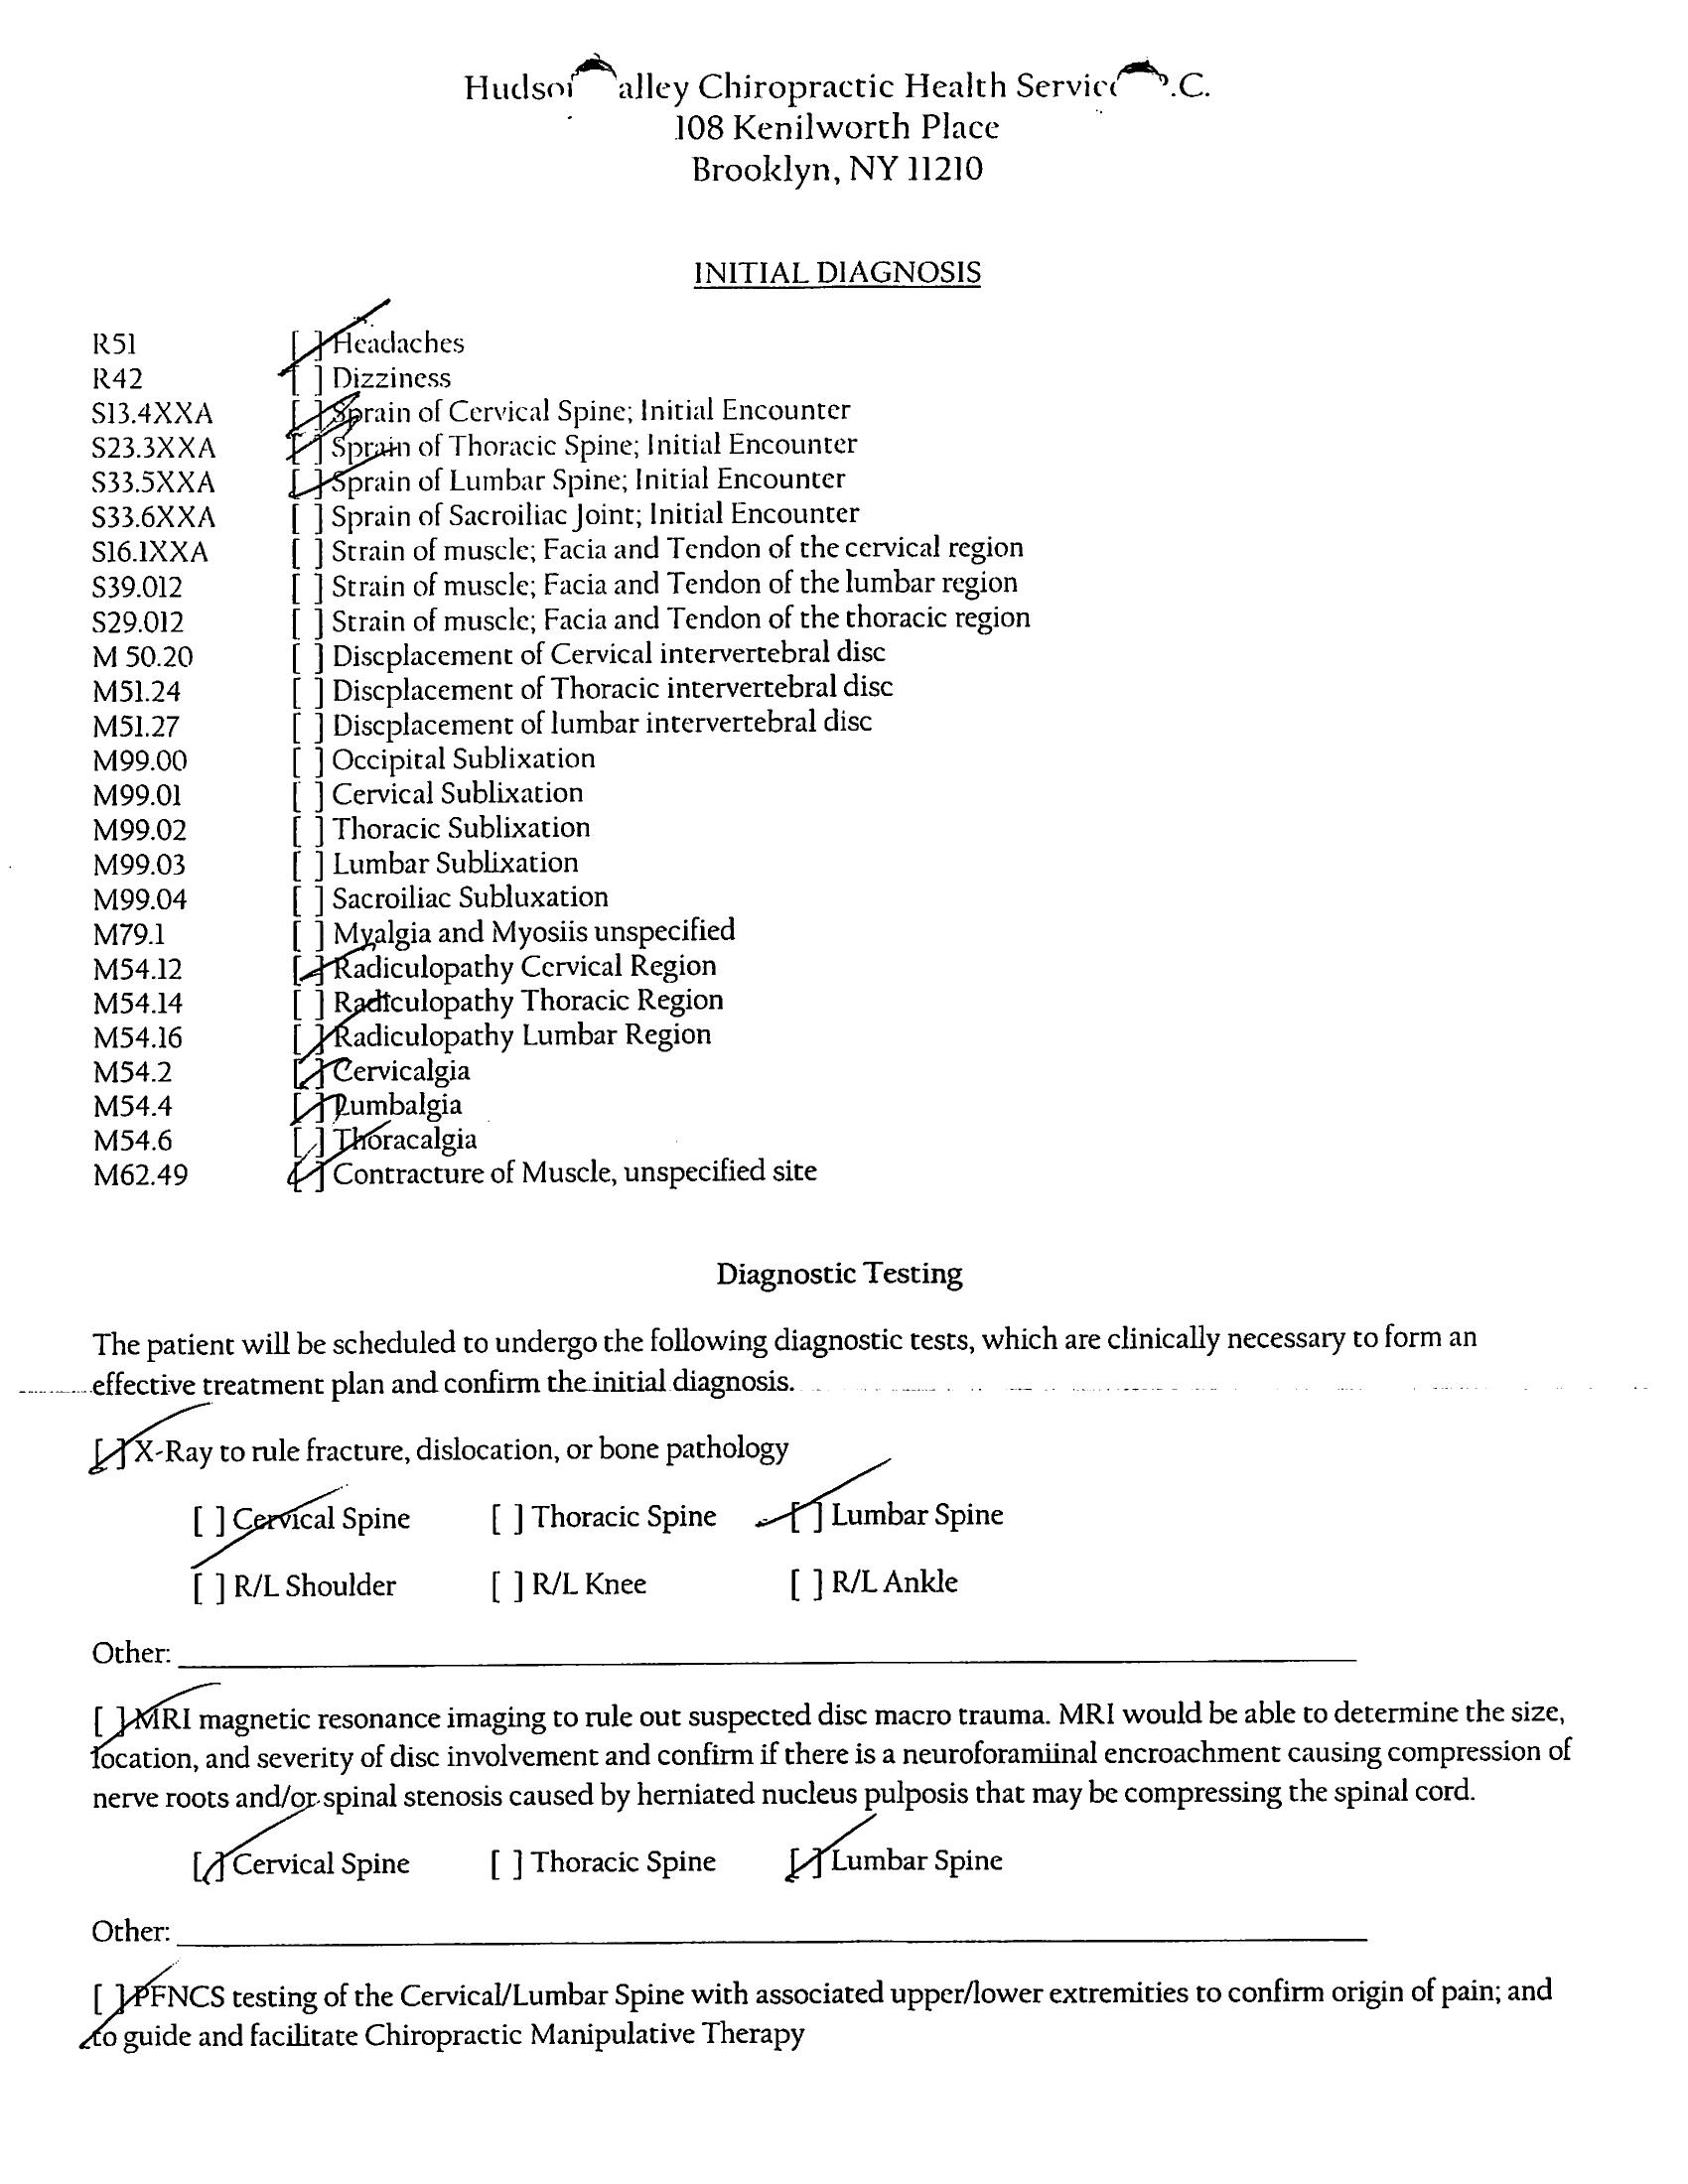 Hudson alley Chiropractic Health Service .C.
108 Kenilworth Place
Brooklyn, NY 11210
INITIAL DIAGNOSIS
R51 [ ] Headaches
R42 [ ] Dizziness
S13.4XXA [ ] Sprain of Cervical Spine; Initial Encounter
S23.3XXA [ ] Sprain of Thoracic Spine; Initial Encounter
S33.5XXA [ ] Sprain of Lumbar Spine; Initial Encounter
S33.6XXA [ ] Sprain of Sacroiliac Joint; Initial Encounter
S16.1XXA [ ] Strain of muscle; Facia and Tendon of the cervical region
S39.012 [ ] Strain of muscle; Facia and Tendon of the lumbar region
S29.012 [ ] Strain of muscle; Facia and Tendon of the thoracic region
M 50.20 [ ] Discplacement of Cervical intervertebral disc
M51.24 [ ] Discplacement of Thoracic intervertebral disc
M51.27 [ ] Discplacement of lumbar intervertebral disc
M99.00 [ ] Occipital Sublixation
M99.01 [ ] Cervical Sublixation
M99.02 [ ] Thoracic Sublixation
M99.03 [ ] Lumbar Sublixation
M99.04 [ ] Sacroiliac Subluxation
M79.1 [ ] Myalgia and Myosiis unspecified
M54.12 [ ] Radiculopathy Cervical Region
M54.14 [ ] Radiculopathy Thoracic Region
M54.16 [ ] Radiculopathy Lumbar Region
M54.2 [ ] Cervicalgia
M54.4 [ ] Lumbalgia
M54.6 [ ] Thoracalgia
M62.49 [ ] Contracture of Muscle, unspecified site
Diagnostic Testing
The patient will be scheduled to undergo the following diagnostic tests, which are clinically necessary to form an
effective treatment plan and confirm the initial diagnosis.
[ ] X-Ray to rule fracture, dislocation, or bone pathology
[ ] Cervical Spine [ ] Thoracic Spine [ ] Lumbar Spine
[ ] R/L Shoulder [ ] R/L Knee [ ] R/L Ankle
Other:
[ ] MRI magnetic resonance imaging to rule out suspected disc macro trauma. MRI would be able to determine the size,
location, and severity of disc involvement and confirm if there is a neuroforamiinal encroachment causing compression of
nerve roots and/or spinal stenosis caused by herniated nucleus pulposis that may be compressing the spinal cord.
[ ] Cervical Spine [ ] Thoracic Spine [ ] Lumbar Spine
Other:
[ ] PFNCS testing of the Cervical/Lumbar Spine with associated upper/lower extremities to confirm origin of pain; and
to guide and facilitate Chiropractic Manipulative Therapy